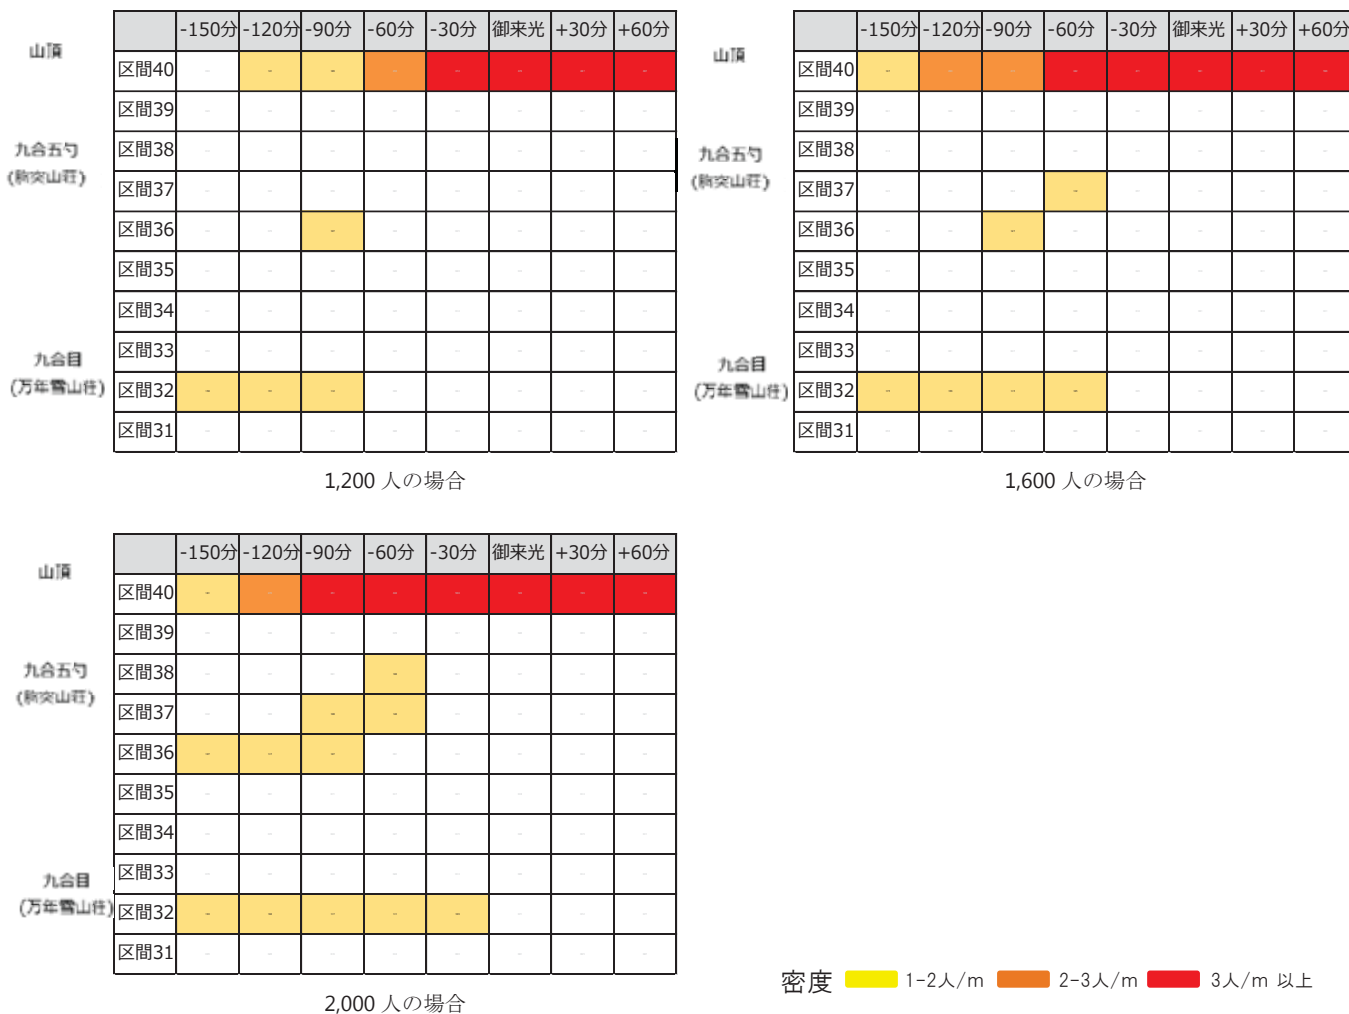 -150分 -120分 -90分 -60分 -30分 御来光 +30分 +60分
山頂
区間40 - - - - - - - -
区間39 - - - - - - - -
九合五勺
区間38 - - - - - - - -
(胸突山荘)
区間37 - - - - - - - -
区間36 - - - - - - - -
区間35 - - - - - - - -
区間34 - - - - - - - -
区間33 - - - - - - - -
九合目
(万年雪山荘)
区間32 - - - - - - - -
区間31 - - - - - - - -
1,200 人の場合
-150分 -120分 -90分 -60分 -30分 御来光 +30分 +60分
山頂
区間40 - - - - - - - -
区間39 - - - - - - - -
九合五勺
区間38 - - - - - - - -
(胸突山荘)
区間37 - - - - - - - -
区間36 - - - - - - - -
区間35 - - - - - - - -
区間34 - - - - - - - -
区間33 - - - - - - - -
九合目
(万年雪山荘)
区間32 - - - - - - - -
区間31 - - - - - - - -
1,600 人の場合
-150分 -120分 -90分 -60分 -30分 御来光 +30分 +60分
山頂
区間40 - - - - - - - -
区間39 - - - - - - - -
九合五勺
区間38 - - - - - - - -
(胸突山荘)
区間37 - - - - - - - -
区間36 - - - - - - - -
区間35 - - - - - - - -
区間34 - - - - - - - -
区間33 - - - - - - - -
九合目
(万年雪山荘)
区間32 - - - - - - - -
区間31 - - - - - - - -
2,000 人の場合
密度 1-2人/m 2-3人/m 3人/m 以上